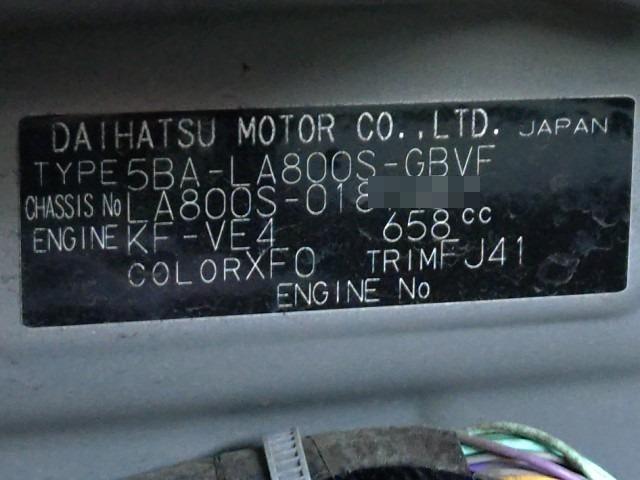 DAIHATSU MOTOR CO.,LTD. JAPAN
TYPE 5BA-LA800S-GBVF
CHASSIS No LA800S-018
ENGINE KF-VE4 658 cc
COLOR XF0 TRIM FJ41
ENGINE No